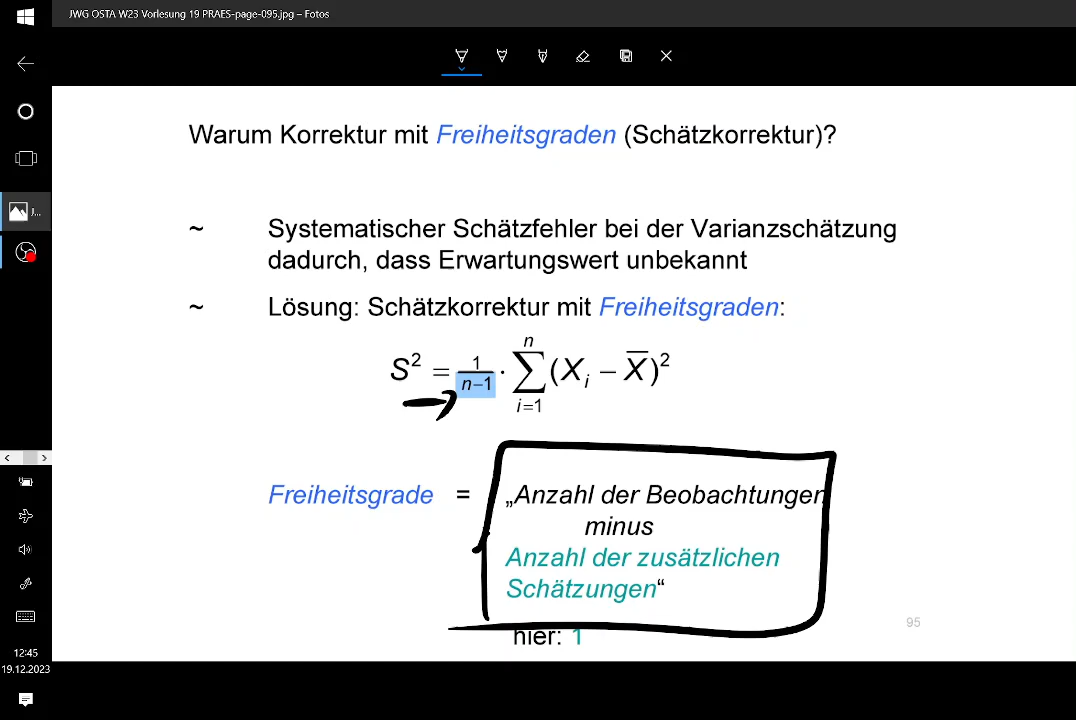 JWG OSTA W23 Vorlesung 19 PRAES-page-095.jpg – Fotos
J...
Warum Korrektur mit Freiheitsgraden (Schätzkorrektur)?
~ Systematischer Schätzfehler bei der Varianzschätzung
dadurch, dass Erwartungswert unbekannt
~ Lösung: Schätzkorrektur mit Freiheitsgraden:
S² = 1/(n–1) · ∑_{i=1}^{n} (X_i – X̅)²
Freiheitsgrade = „Anzahl der Beobachtungen
minus
Anzahl der zusätzlichen
Schätzungen“
hier: 1
95
12:45
19.12.2023